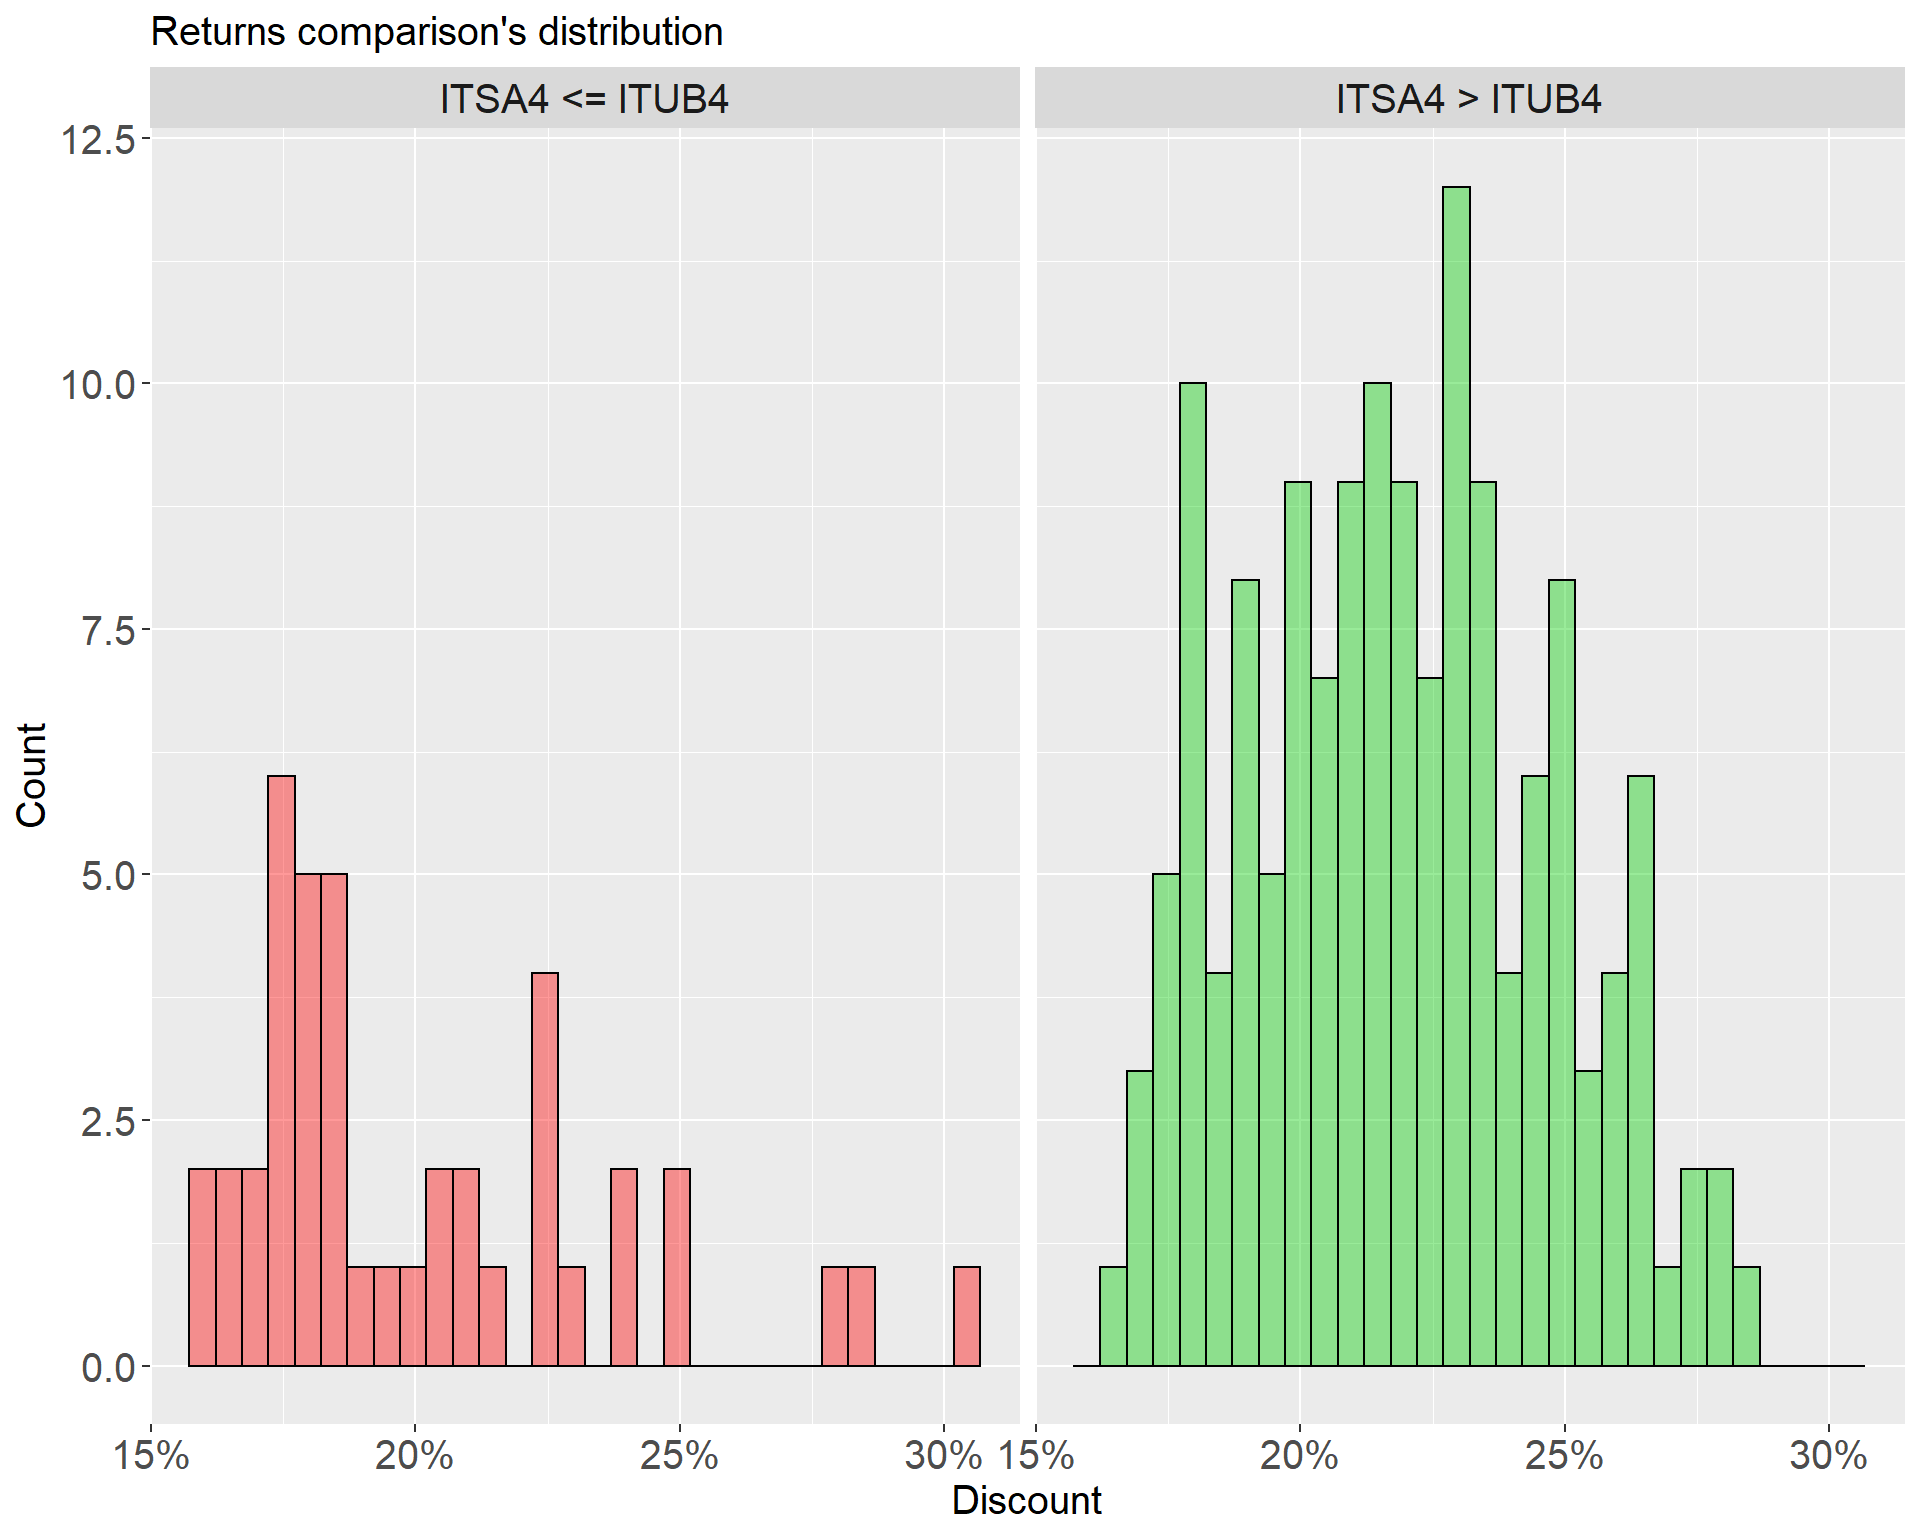 Returns comparison's distribution
ITSA4 <= ITUB4
ITSA4 > ITUB4
12.5
10.0
7.5
5.0
2.5
0.0
Count
15% 20% 25% 30% 15% 20% 25% 30%
Discount